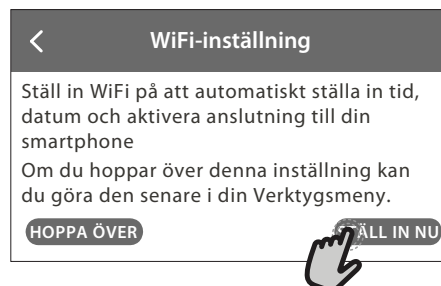 WiFi-inställning
Ställ in WiFi på att automatiskt ställa in tid,
datum och aktivera anslutning till din
smartphone
Om du hoppar över denna inställning kan
du göra den senare i din Verktygsmeny.
HOPPA ÖVER
STÄLL IN NU